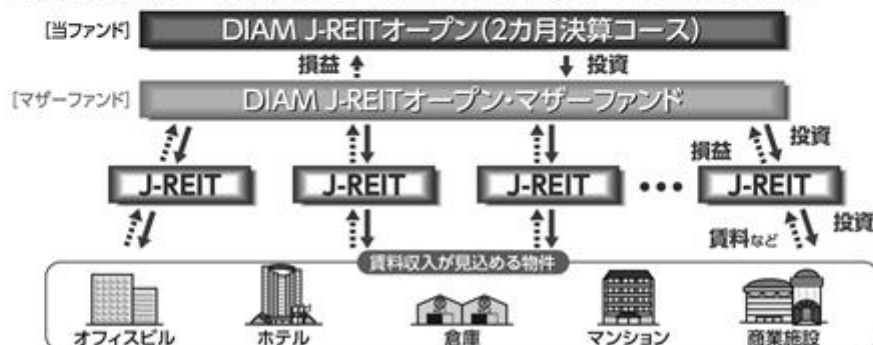 [当ファンド] DIAM J-REITオープン(2カ月決算コース)
損益 投資
[マザーファンド] DIAM J-REITオープン・マザーファンド
損益 投資
J-REIT J-REIT J-REIT ••• J-REIT
賃料など 投資
賃料収入が見込める物件
オフィスビル ホテル 倉庫 マンション 商業施設